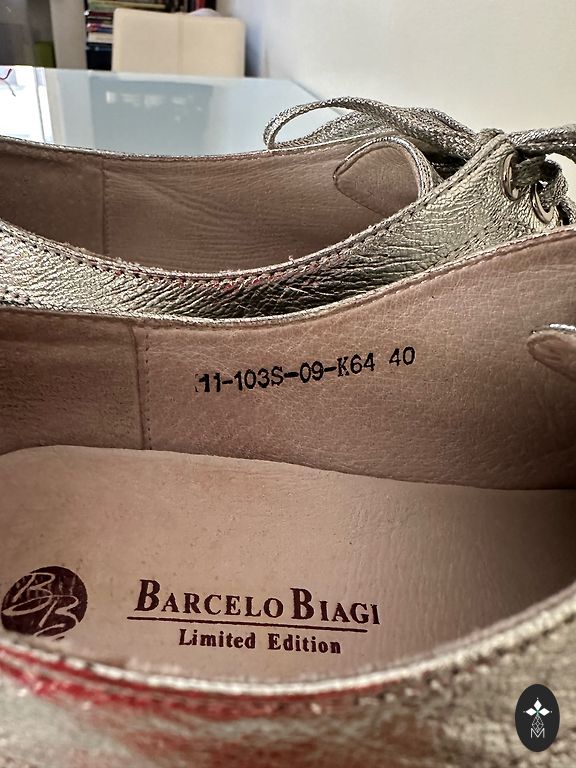 11-103S-09-K64 40
BB
BARCELO BIAGI
Limited Edition
M